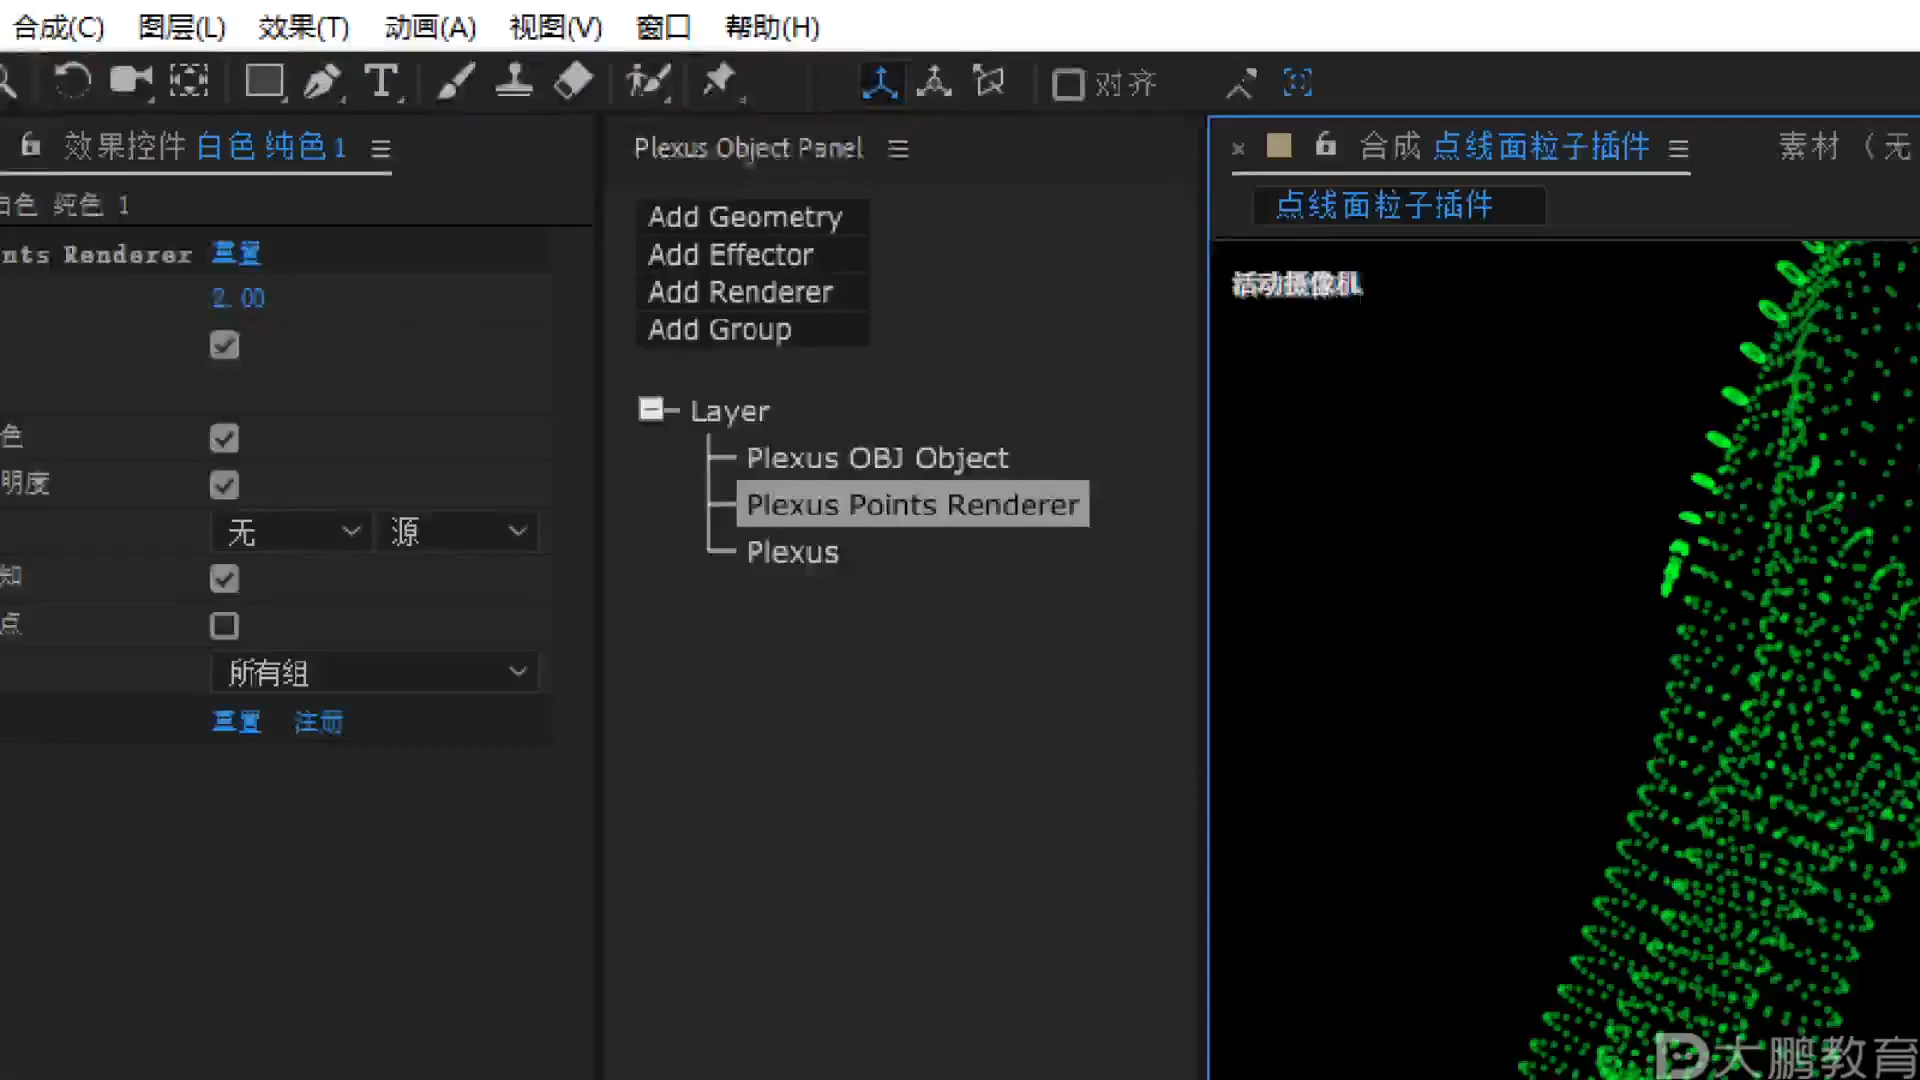 合成(C) 图层(L) 效果(T) 动画(A) 视图(V) 窗口 帮助(H)
对齐
效果控件 白色 纯色 1
Plexus Object Panel
合成 点线面粒子插件
素材 (无
白色 纯色 1
点线面粒子插件
nts Renderer 重置
2.00
色
明度
无 源
知
点
所有组
重置 注册
Add Geometry
Add Effector
Add Renderer
Add Group
Layer
Plexus OBJ Object
Plexus Points Renderer
Plexus
活动摄像机
大鹏教育